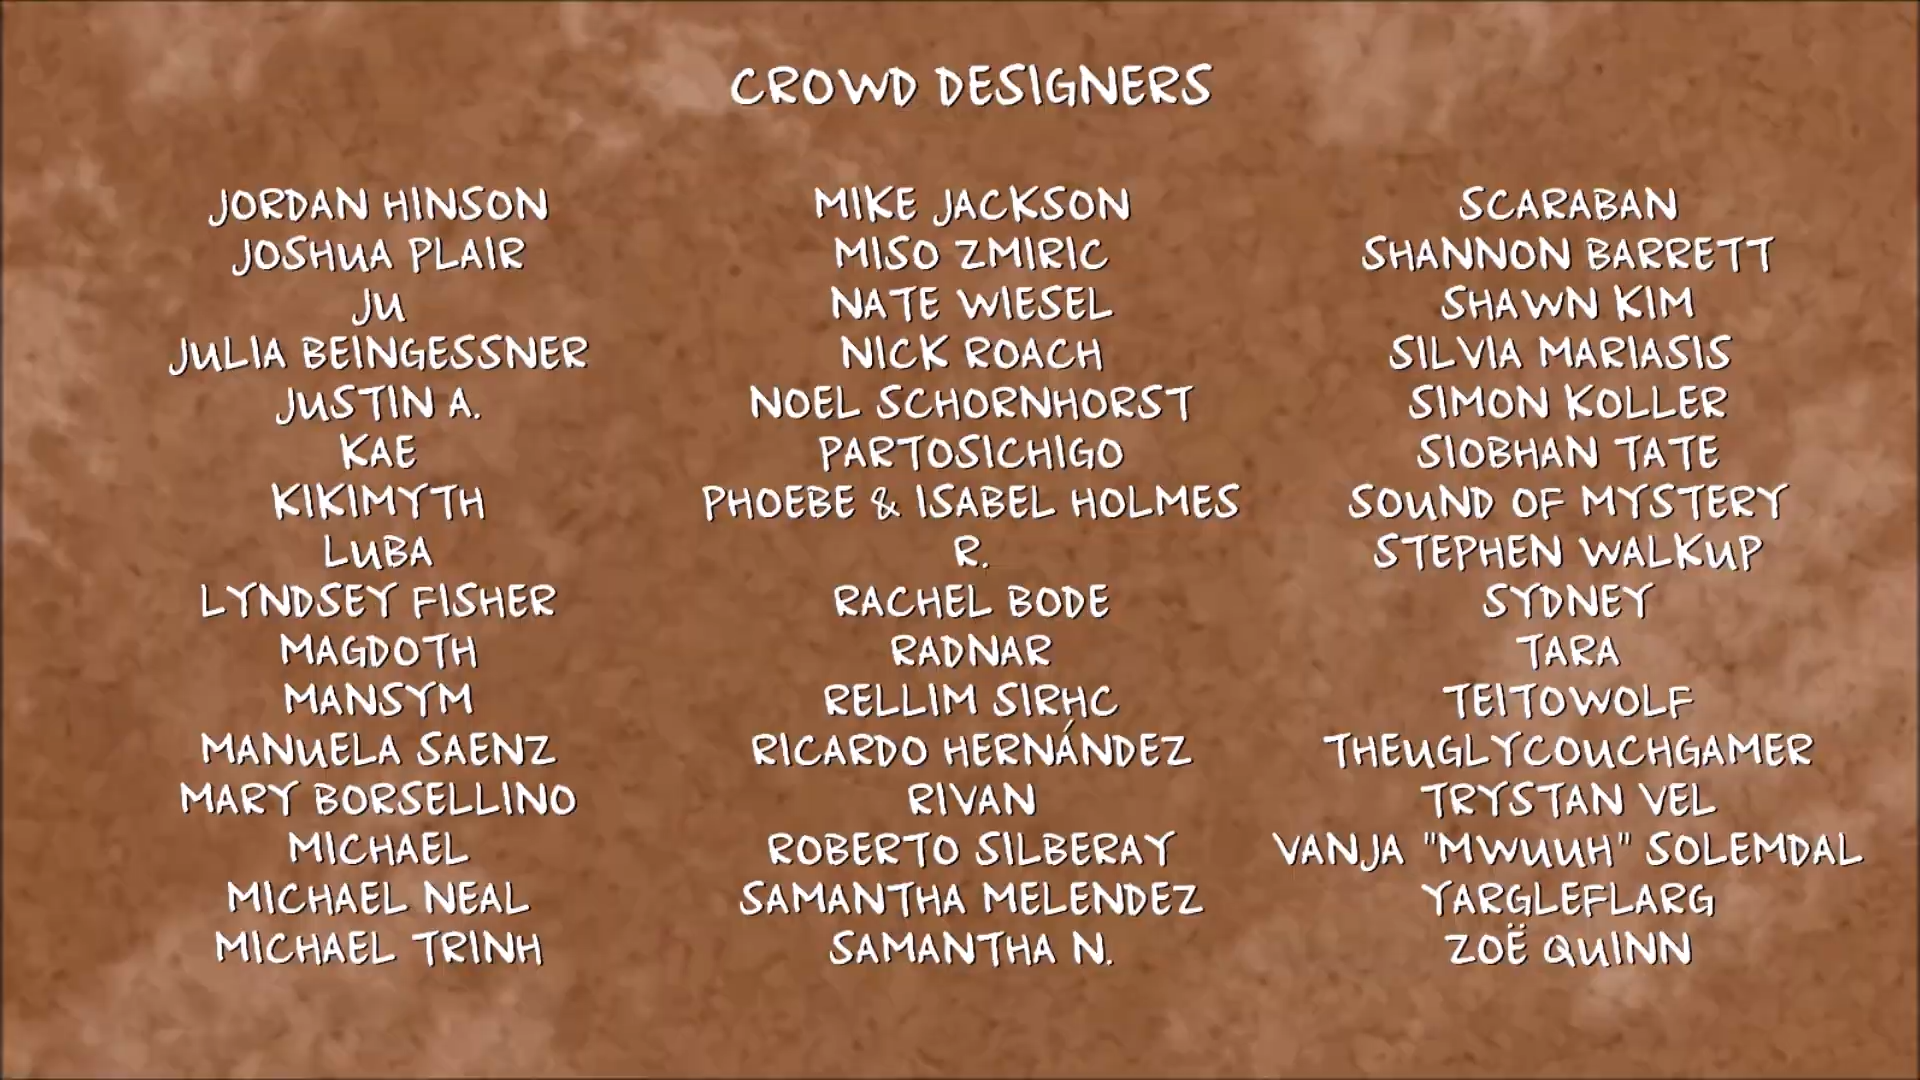 CROWD DESIGNERS
JORDAN HINSON
JOSHUA PLAIR
JU
JULIA BEINGESSNER
JUSTIN A.
KAE
KIKIMYTH
LUBA
LYNDSEY FISHER
MAGDOTH
MANSYM
MANUELA SAENZ
MARY BORSELLINO
MICHAEL
MICHAEL NEAL
MICHAEL TRINH
MIKE JACKSON
MISO ZMIRIC
NATE WIESEL
NICK ROACH
NOEL SCHORNHORST
PARTOSICHIGO
PHOEBE & ISABEL HOLMES
R.
RACHEL BODE
RADNAR
RELLIM SIRHC
RICARDO HERNÁNDEZ
RIVAN
ROBERTO SILBERAY
SAMANTHA MELENDEZ
SAMANTHA N.
SCARABAN
SHANNON BARRETT
SHAWN KIM
SILVIA MARIASIS
SIMON KOLLER
SIOBHAN TATE
SOUND OF MYSTERY
STEPHEN WALKUP
SYDNEY
TARA
TEITOWOLF
THEUGLYCOUCHGAMER
TRYSTAN VEL
VANJA "MWUUH" SOLEMDAL
YARGLEFLARG
ZOË QUINN